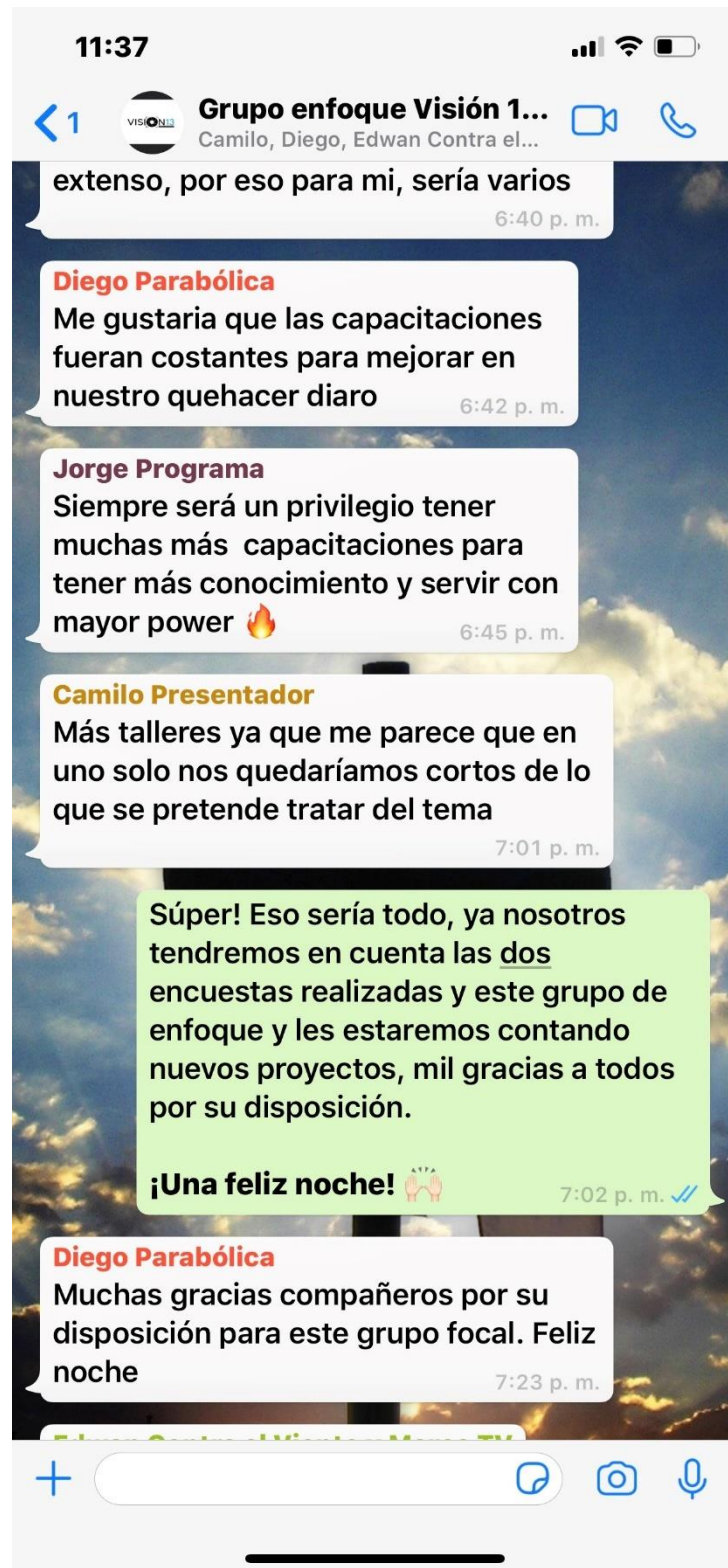 11:37
1
VISIÓN13
Grupo enfoque Visión 1...
Camilo, Diego, Edwan Contra el...
extenso, por eso para mi, sería varios
6:40 p. m.
Diego Parabólica
Me gustaria que las capacitaciones
fueran costantes para mejorar en
nuestro quehacer diaro
6:42 p. m.
Jorge Programa
Siempre será un privilegio tener
muchas más capacitaciones para
tener más conocimiento y servir con
mayor power 🔥
6:45 p. m.
Camilo Presentador
Más talleres ya que me parece que en
uno solo nos quedaríamos cortos de lo
que se pretende tratar del tema
7:01 p. m.
Súper! Eso sería todo, ya nosotros
tendremos en cuenta las dos
encuestas realizadas y este grupo de
enfoque y les estaremos contando
nuevos proyectos, mil gracias a todos
por su disposición.
¡Una feliz noche! 🙌🏻
7:02 p. m.
Diego Parabólica
Muchas gracias compañeros por su
disposición para este grupo focal. Feliz
noche
7:23 p. m.